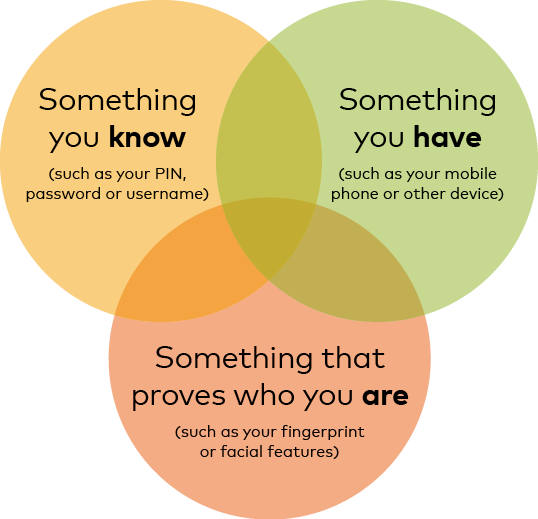 Something
you know
(such as your PIN,
password or username)
Something
you have
(such as your mobile
phone or other device)
Something that
proves who you are
(such as your fingerprint
or facial features)